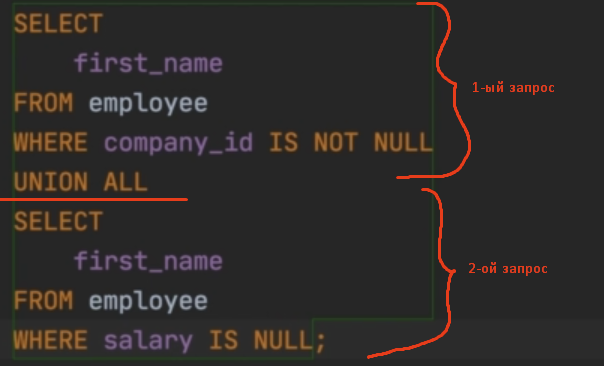 SELECT
first_name
FROM employee
WHERE company_id IS NOT NULL
1-ый запрос
UNION ALL
SELECT
first_name
FROM employee
2-ой запрос
WHERE salary IS NULL;